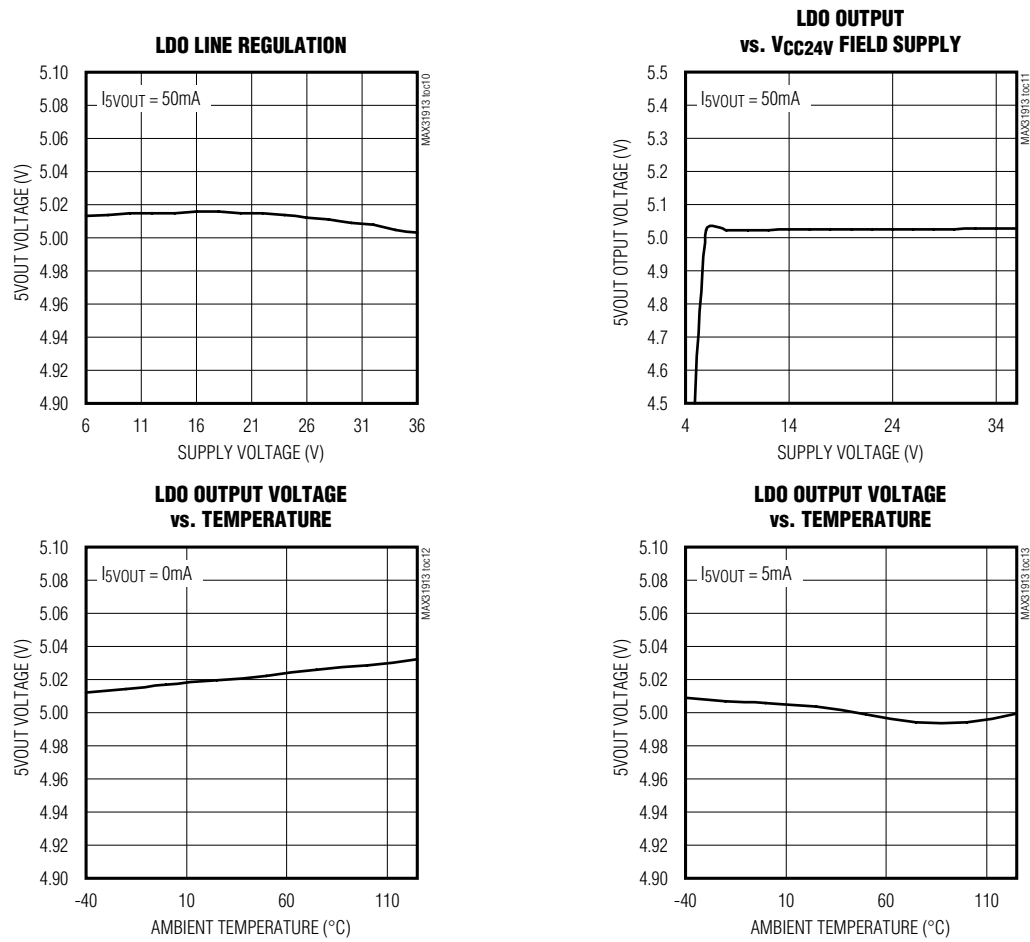 LDO LINE REGULATION
I5VOUT = 50mA
MAX31913 toc10
5VOUT VOLTAGE (V)
5.10
5.08
5.06
5.04
5.02
5.00
4.98
4.96
4.94
4.92
4.90
6 11 16 21 26 31 36
SUPPLY VOLTAGE (V)
LDO OUTPUT
vs. VCC24V FIELD SUPPLY
I5VOUT = 50mA
MAX31913 toc11
5VOUT OTPUT VOLTAGE (V)
5.5
5.4
5.3
5.2
5.1
5.0
4.9
4.8
4.7
4.6
4.5
4 14 24 34
SUPPLY VOLTAGE (V)
LDO OUTPUT VOLTAGE
vs. TEMPERATURE
I5VOUT = 0mA
MAX31913 toc12
5VOUT VOLTAGE (V)
5.10
5.08
5.06
5.04
5.02
5.00
4.98
4.96
4.94
4.92
4.90
-40 10 60 110
AMBIENT TEMPERATURE (°C)
LDO OUTPUT VOLTAGE
vs. TEMPERATURE
I5VOUT = 5mA
MAX31913 toc13
5VOUT VOLTAGE (V)
5.10
5.08
5.06
5.04
5.02
5.00
4.98
4.96
4.94
4.92
4.90
-40 10 60 110
AMBIENT TEMPERATURE (°C)